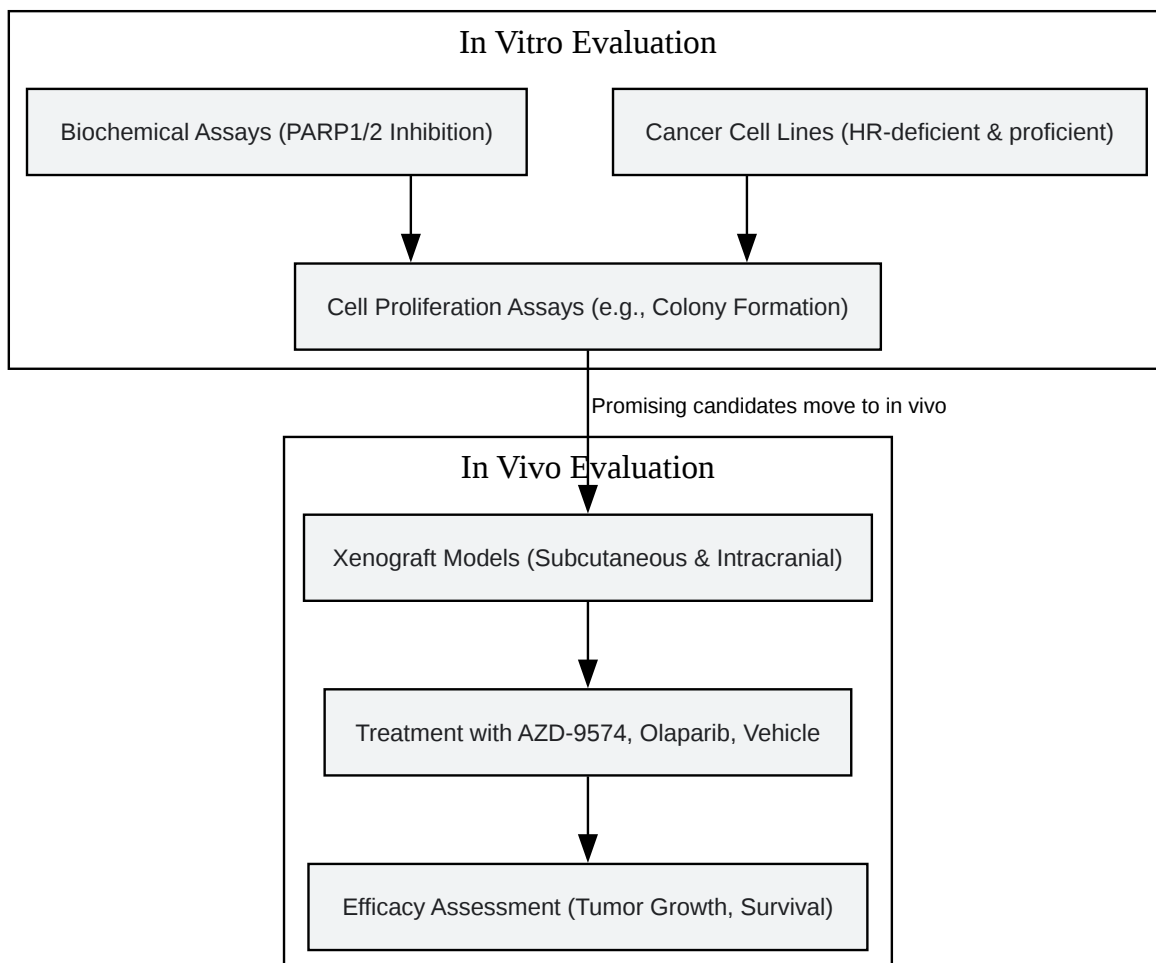 In Vitro Evaluation
Biochemical Assays (PARP1/2 Inhibition)
Cancer Cell Lines (HR-deficient & proficient)
Cell Proliferation Assays (e.g., Colony Formation)
Promising candidates move to in vivo
In Vivo Evaluation
Xenograft Models (Subcutaneous & Intracranial)
Treatment with AZD-9574, Olaparib, Vehicle
Efficacy Assessment (Tumor Growth, Survival)